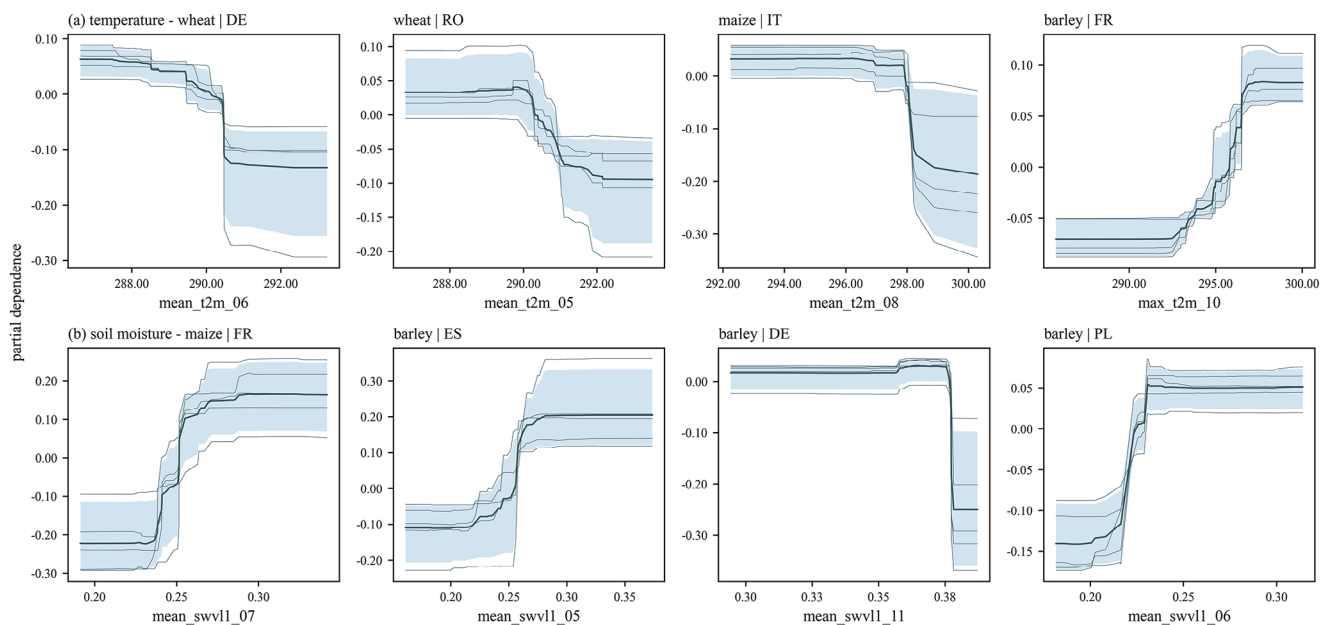 (a) temperature - wheat | DE
wheat | RO
maize | IT
barley | FR
0.10
0.00
-0.10
-0.20
-0.30
288.00 290.00 292.00
mean_t2m_06
0.10
0.05
0.00
-0.05
-0.10
-0.15
-0.20
288.00 290.00 292.00
mean_t2m_05
0.00
-0.10
-0.20
-0.30
292.00 294.00 296.00 298.00 300.00
mean_t2m_08
0.10
0.05
0.00
-0.05
290.00 295.00 300.00
max_t2m_10
partial dependence
(b) soil moisture - maize | FR
barley | ES
barley | DE
barley | PL
0.20
0.10
0.00
-0.10
-0.20
-0.30
0.20 0.25 0.30
mean_swvl1_07
0.30
0.20
0.10
0.00
-0.10
-0.20
0.20 0.25 0.30 0.35
mean_swvl1_05
0.00
-0.10
-0.20
-0.30
0.30 0.33 0.35 0.38
mean_swvl1_11
0.05
0.00
-0.05
-0.10
-0.15
0.20 0.25 0.30
mean_swvl1_06